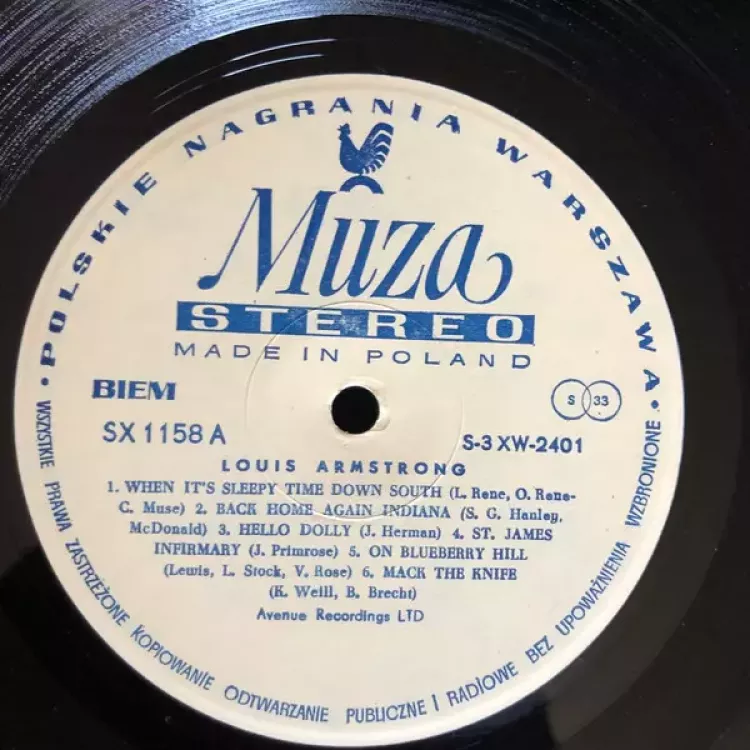 • POLSKIE NAGRANIA WARSZAWA •
Muza
STEREO
MADE IN POLAND
BIEM
S 33
SX 1158 A
S-3 XW-2401
LOUIS ARMSTRONG
1. WHEN IT'S SLEEPY TIME DOWN SOUTH (L. Rene, O. Rene-
C. Muse) 2. BACK HOME AGAIN INDIANA (S. G. Hanley,
McDonald) 3. HELLO DOLLY (J. Herman) 4. ST. JAMES
INFIRMARY (J. Primrose) 5. ON BLUEBERRY HILL
(Lewis, L. Stock, V. Rose) 6. MACK THE KNIFE
(K. Weill, B. Brecht)
Avenue Recordings LTD
WSZYSTKIE PRAWA ZASTRZEŻONE KOPIOWANIE ODTWARZANIE PUBLICZNE I RADIOWE BEZ UPOWAŻNIENIA WZBRONIONE